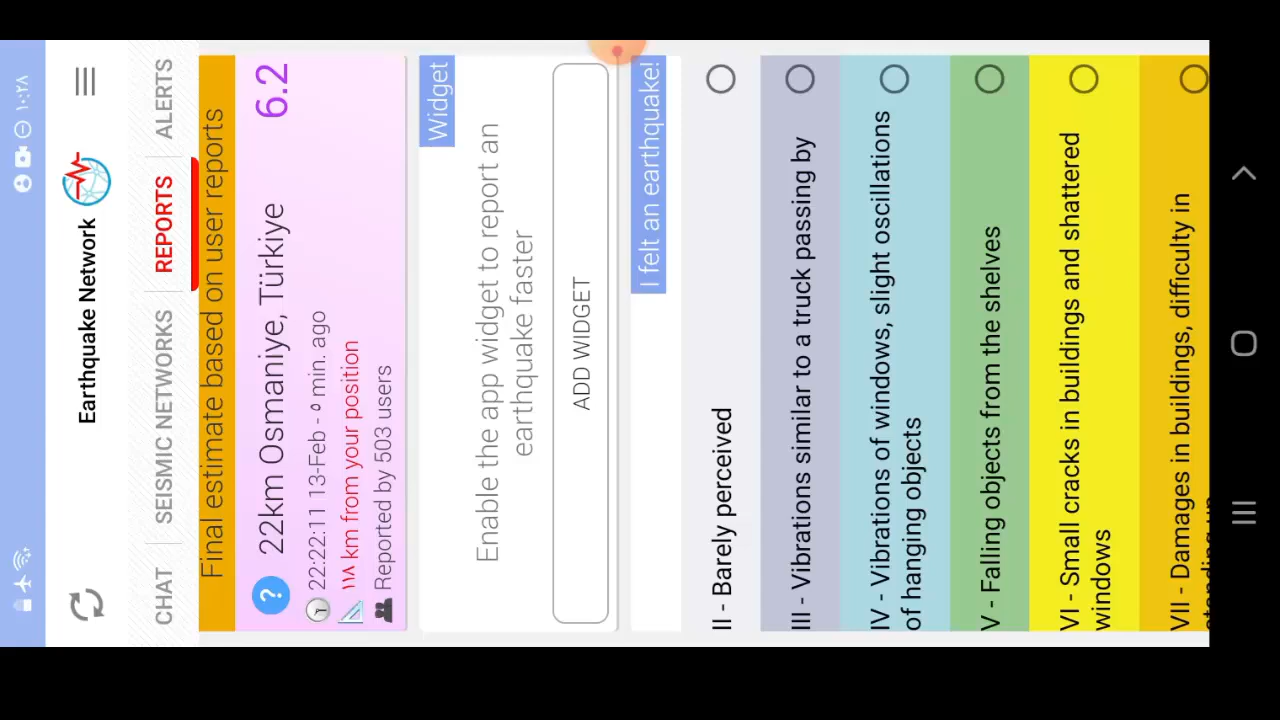 ١٠:٢٨
Earthquake Network
CHAT
SEISMIC NETWORKS
REPORTS
ALERTS
Final estimate based on user reports
22km Osmaniye, Türkiye
6.2
22:22:11 13-Feb - ٥ min. ago
km from your position
Reported by 503 users
Widget
Enable the app widget to report an
earthquake faster
ADD WIDGET
I felt an earthquake!
II - Barely perceived
III - Vibrations similar to a truck passing by
IV - Vibrations of windows, slight oscillations
of hanging objects
V - Falling objects from the shelves
VI - Small cracks in buildings and shattered
windows
VII - Damages in buildings, difficulty in
standing up